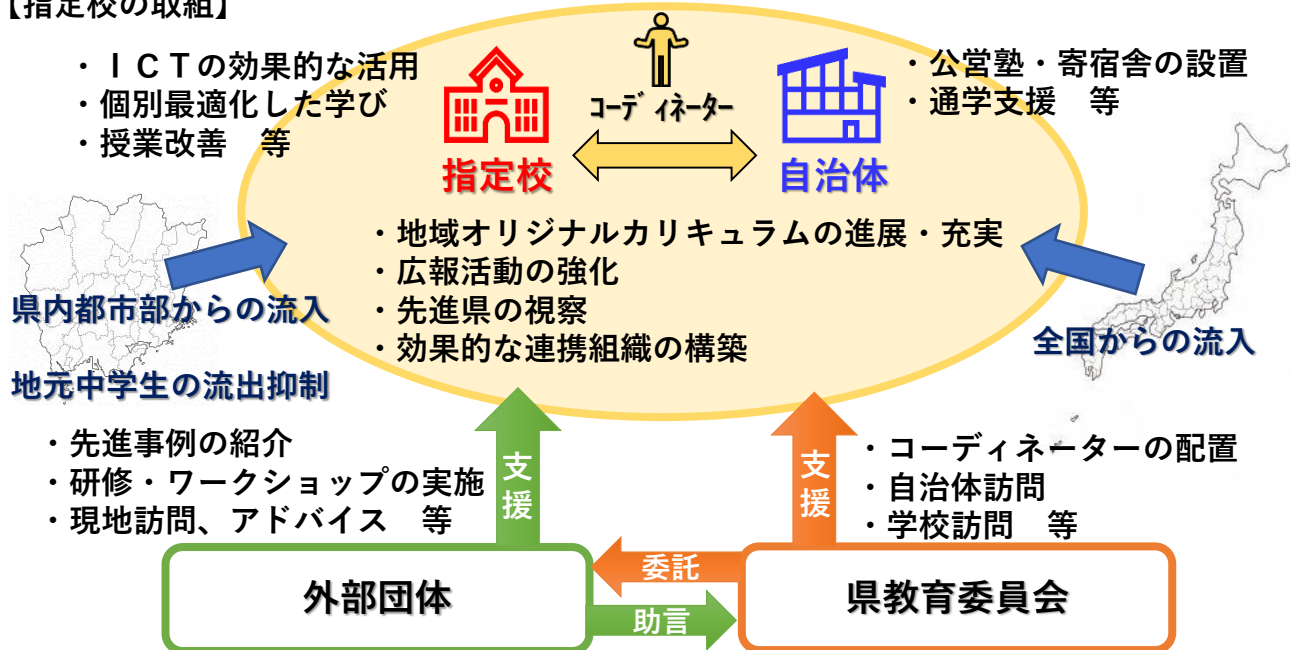 【指定校の取組】
・ＩＣＴの効果的な活用
・個別最適化した学び
・授業改善　等
コーディネーター
指定校
自治体
・公営塾・寄宿舎の設置
・通学支援　等
・地域オリジナルカリキュラムの進展・充実
・広報活動の強化
・先進県の視察
・効果的な連携組織の構築
県内都市部からの流入
地元中学生の流出抑制
全国からの流入
・先進事例の紹介
・研修・ワークショップの実施
・現地訪問、アドバイス　等
支援
支援
・コーディネーターの配置
・自治体訪問
・学校訪問　等
外部団体
委託
助言
県教育委員会